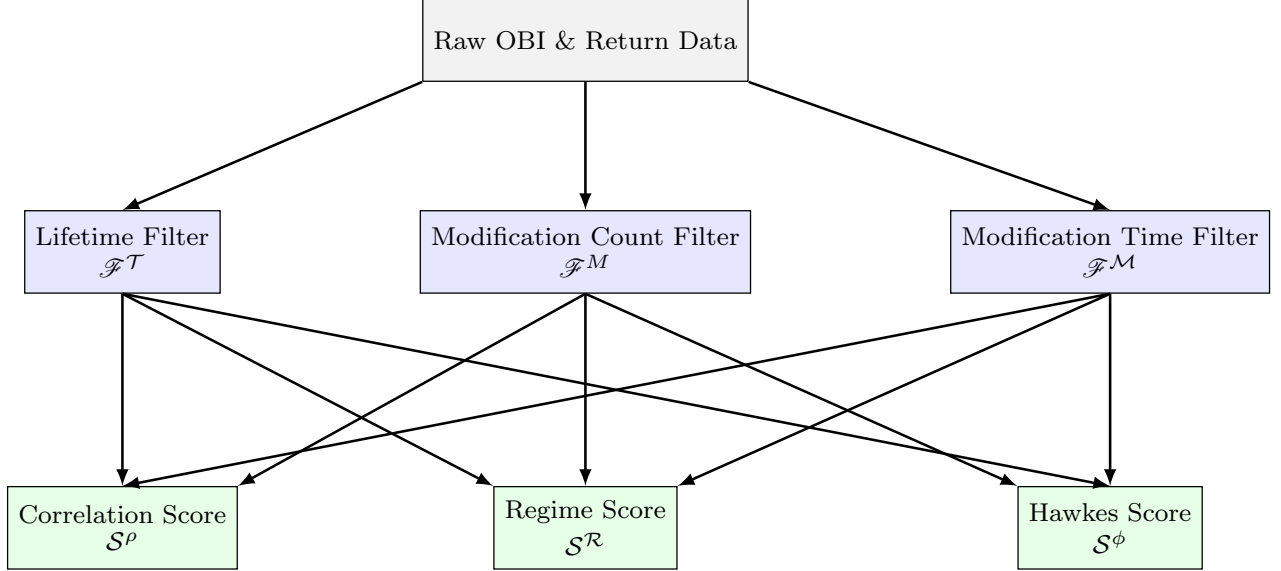 Raw OBI & Return Data
Lifetime Filter
ℱ^𝒯
Modification Count Filter
ℱ^M
Modification Time Filter
ℱ^ℳ
Correlation Score
𝒮^ρ
Regime Score
𝒮^ℛ
Hawkes Score
𝒮^ϕ